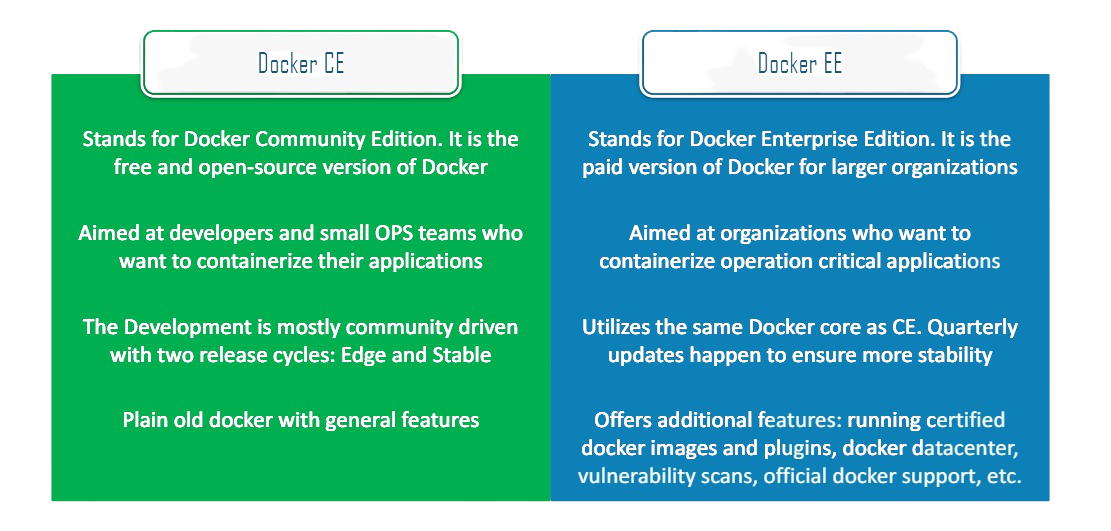 Docker CE
Stands for Docker Community Edition. It is the
free and open-source version of Docker
Aimed at developers and small OPS teams who
want to containerize their applications
The Development is mostly community driven
with two release cycles: Edge and Stable
Plain old docker with general features
Docker EE
Stands for Docker Enterprise Edition. It is the
paid version of Docker for larger organizations
Aimed at organizations who want to
containerize operation critical applications
Utilizes the same Docker core as CE. Quarterly
updates happen to ensure more stability
Offers additional features: running certified
docker images and plugins, docker datacenter,
vulnerability scans, official docker support, etc.